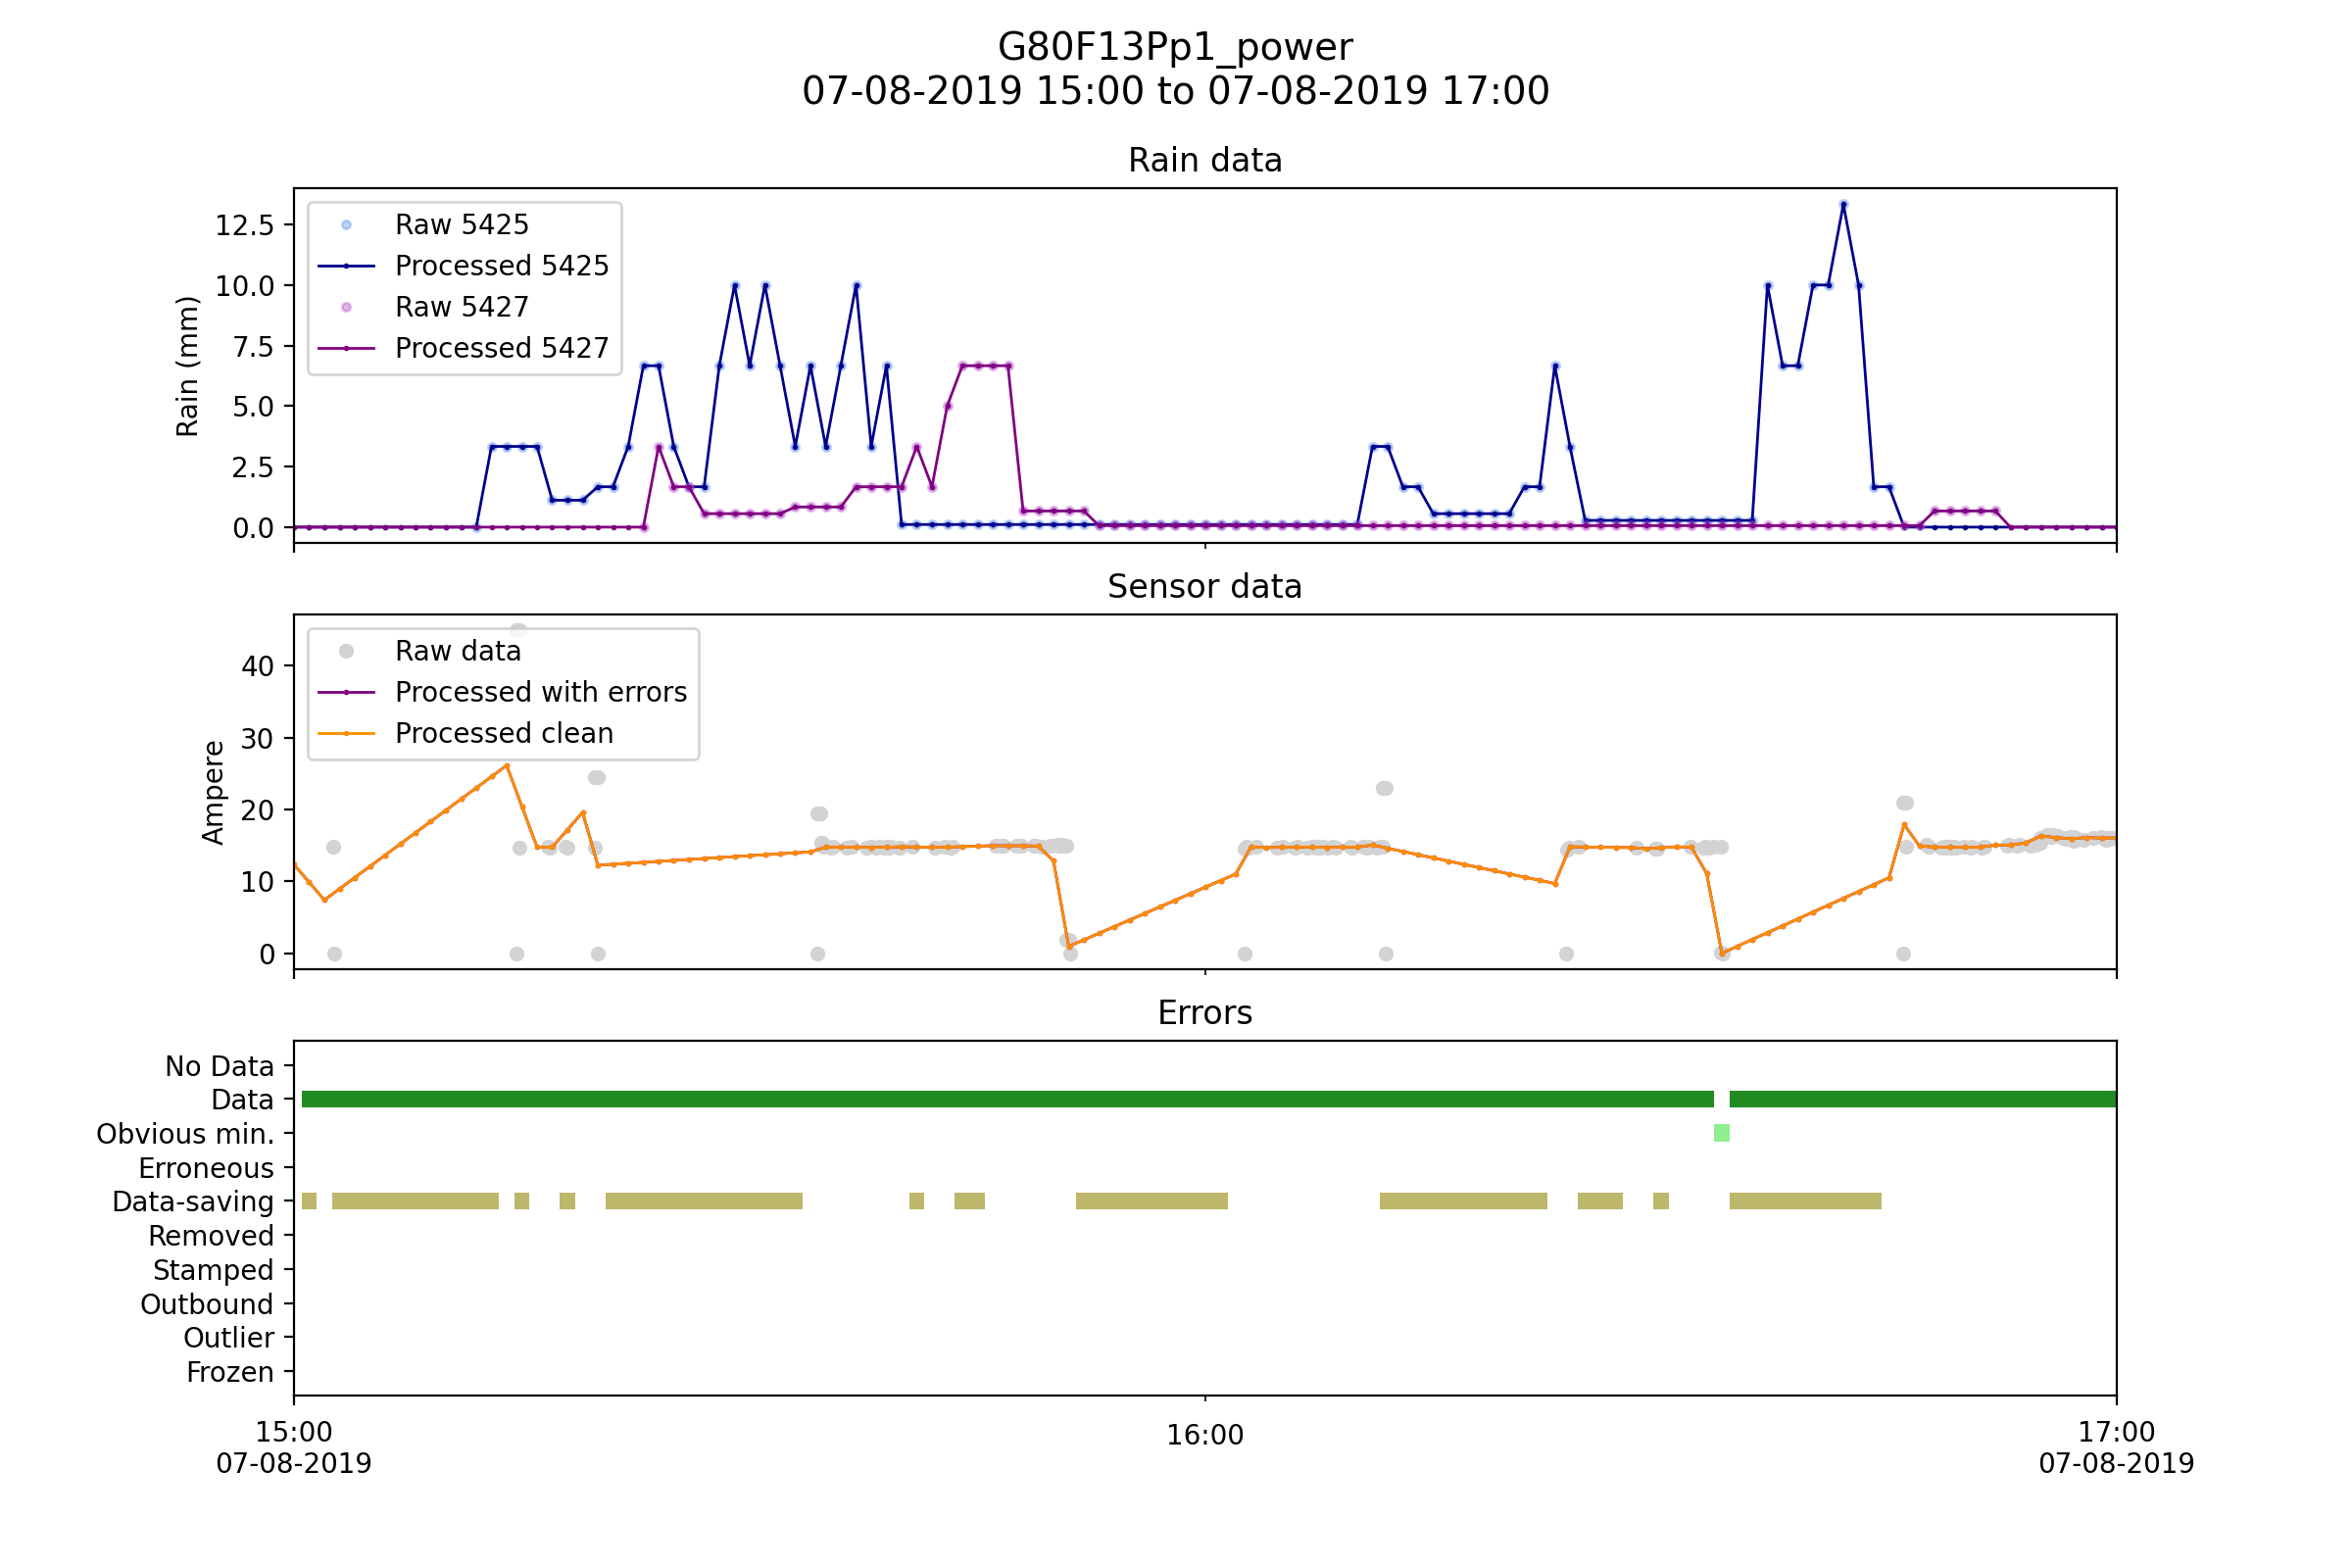 G80F13Pp1_power
07-08-2019 15:00 to 07-08-2019 17:00
Rain data
Rain (mm)
12.5
10.0
7.5
5.0
2.5
0.0
Raw 5425
Processed 5425
Raw 5427
Processed 5427
Sensor data
Ampere
40
30
20
10
0
Raw data
Processed with errors
Processed clean
Errors
No Data
Data
Obvious min.
Erroneous
Data-saving
Removed
Stamped
Outbound
Outlier
Frozen
15:00
07-08-2019
16:00
17:00
07-08-2019